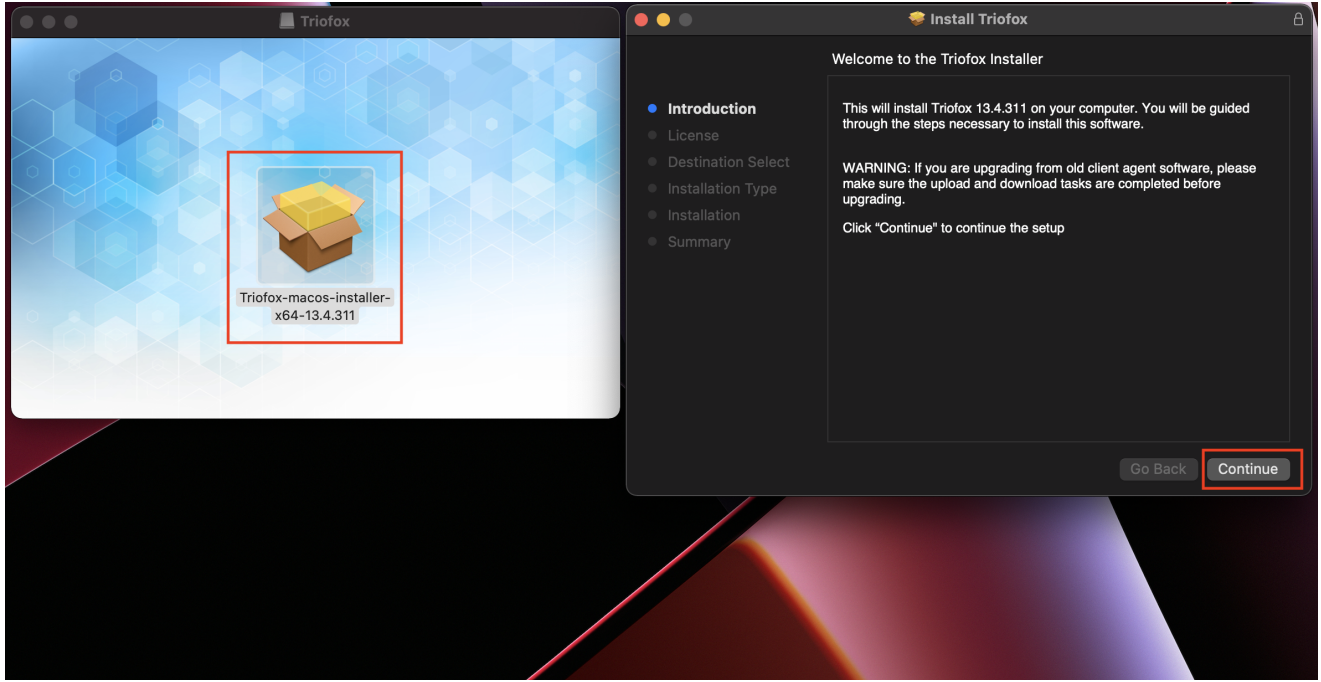 Triofox
Triofox-macos-installer-
x64-13.4.311
Install Triofox
Welcome to the Triofox Installer
Introduction
License
Destination Select
Installation Type
Installation
Summary
This will install Triofox 13.4.311 on your computer. You will be guided
through the steps necessary to install this software.
WARNING: If you are upgrading from old client agent software, please
make sure the upload and download tasks are completed before
upgrading.
Click “Continue” to continue the setup
Go Back
Continue